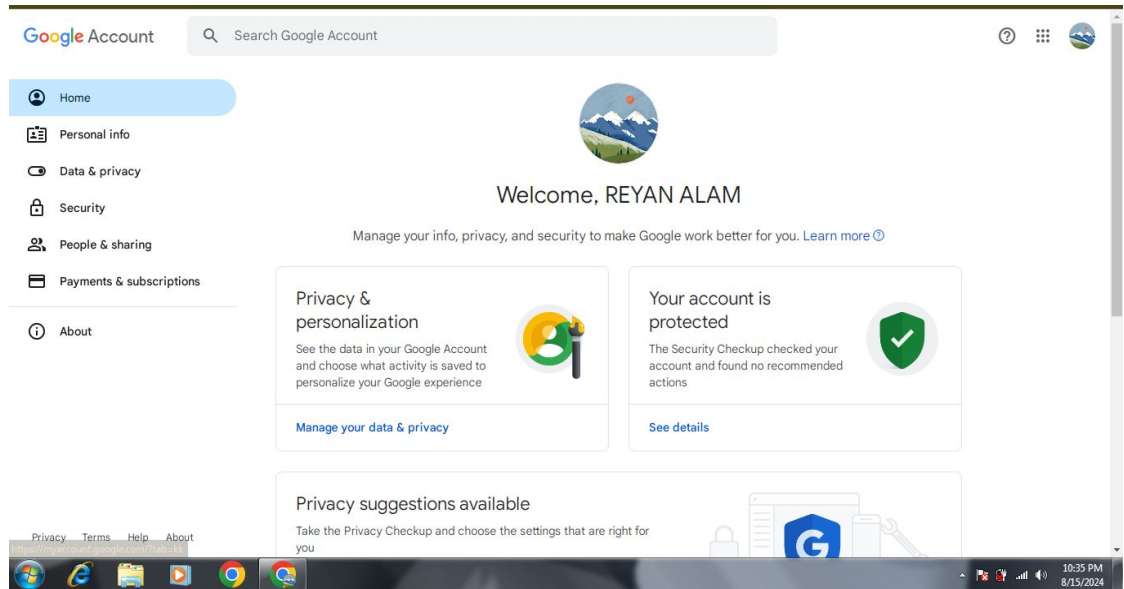 Google Account
Search Google Account
Home
Personal info
Data & privacy
Security
People & sharing
Payments & subscriptions
About
Welcome, REYAN ALAM
Manage your info, privacy, and security to make Google work better for you. Learn more
Privacy &
personalization
See the data in your Google Account
and choose what activity is saved to
personalize your Google experience
Manage your data & privacy
Your account is
protected
The Security Checkup checked your
account and found no recommended
actions
See details
Privacy suggestions available
Take the Privacy Checkup and choose the settings that are right for
you
G
Privacy Terms Help About
https://myaccount.google.com/?tab=kk
10:35 PM
8/15/2024